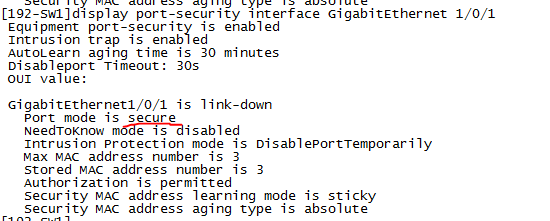 Security MAC address aging type is absolute
[192-SW1]display port-security interface GigabitEthernet 1/0/1
Equipment port-security is enabled
Intrusion trap is enabled
AutoLearn aging time is 30 minutes
Disableport Timeout: 30s
OUI value:
GigabitEthernet1/0/1 is link-down
Port mode is secure
NeedToKnow mode is disabled
Intrusion Protection mode is DisablePortTemporarily
Max MAC address number is 3
Stored MAC address number is 3
Authorization is permitted
Security MAC address learning mode is sticky
Security MAC address aging type is absolute
[192-SW1]